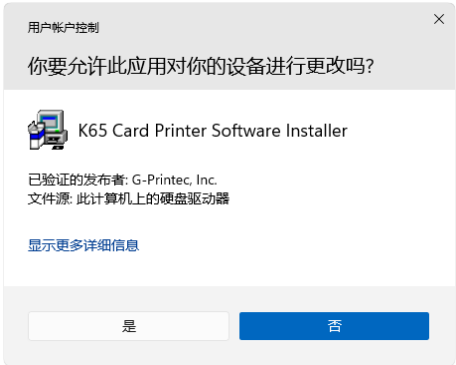 用户帐户控制
你要允许此应用对你的设备进行更改吗?
K65 Card Printer Software Installer
已验证的发布者: G-Printec, Inc.
文件源: 此计算机上的硬盘驱动器
显示更多详细信息
是
否